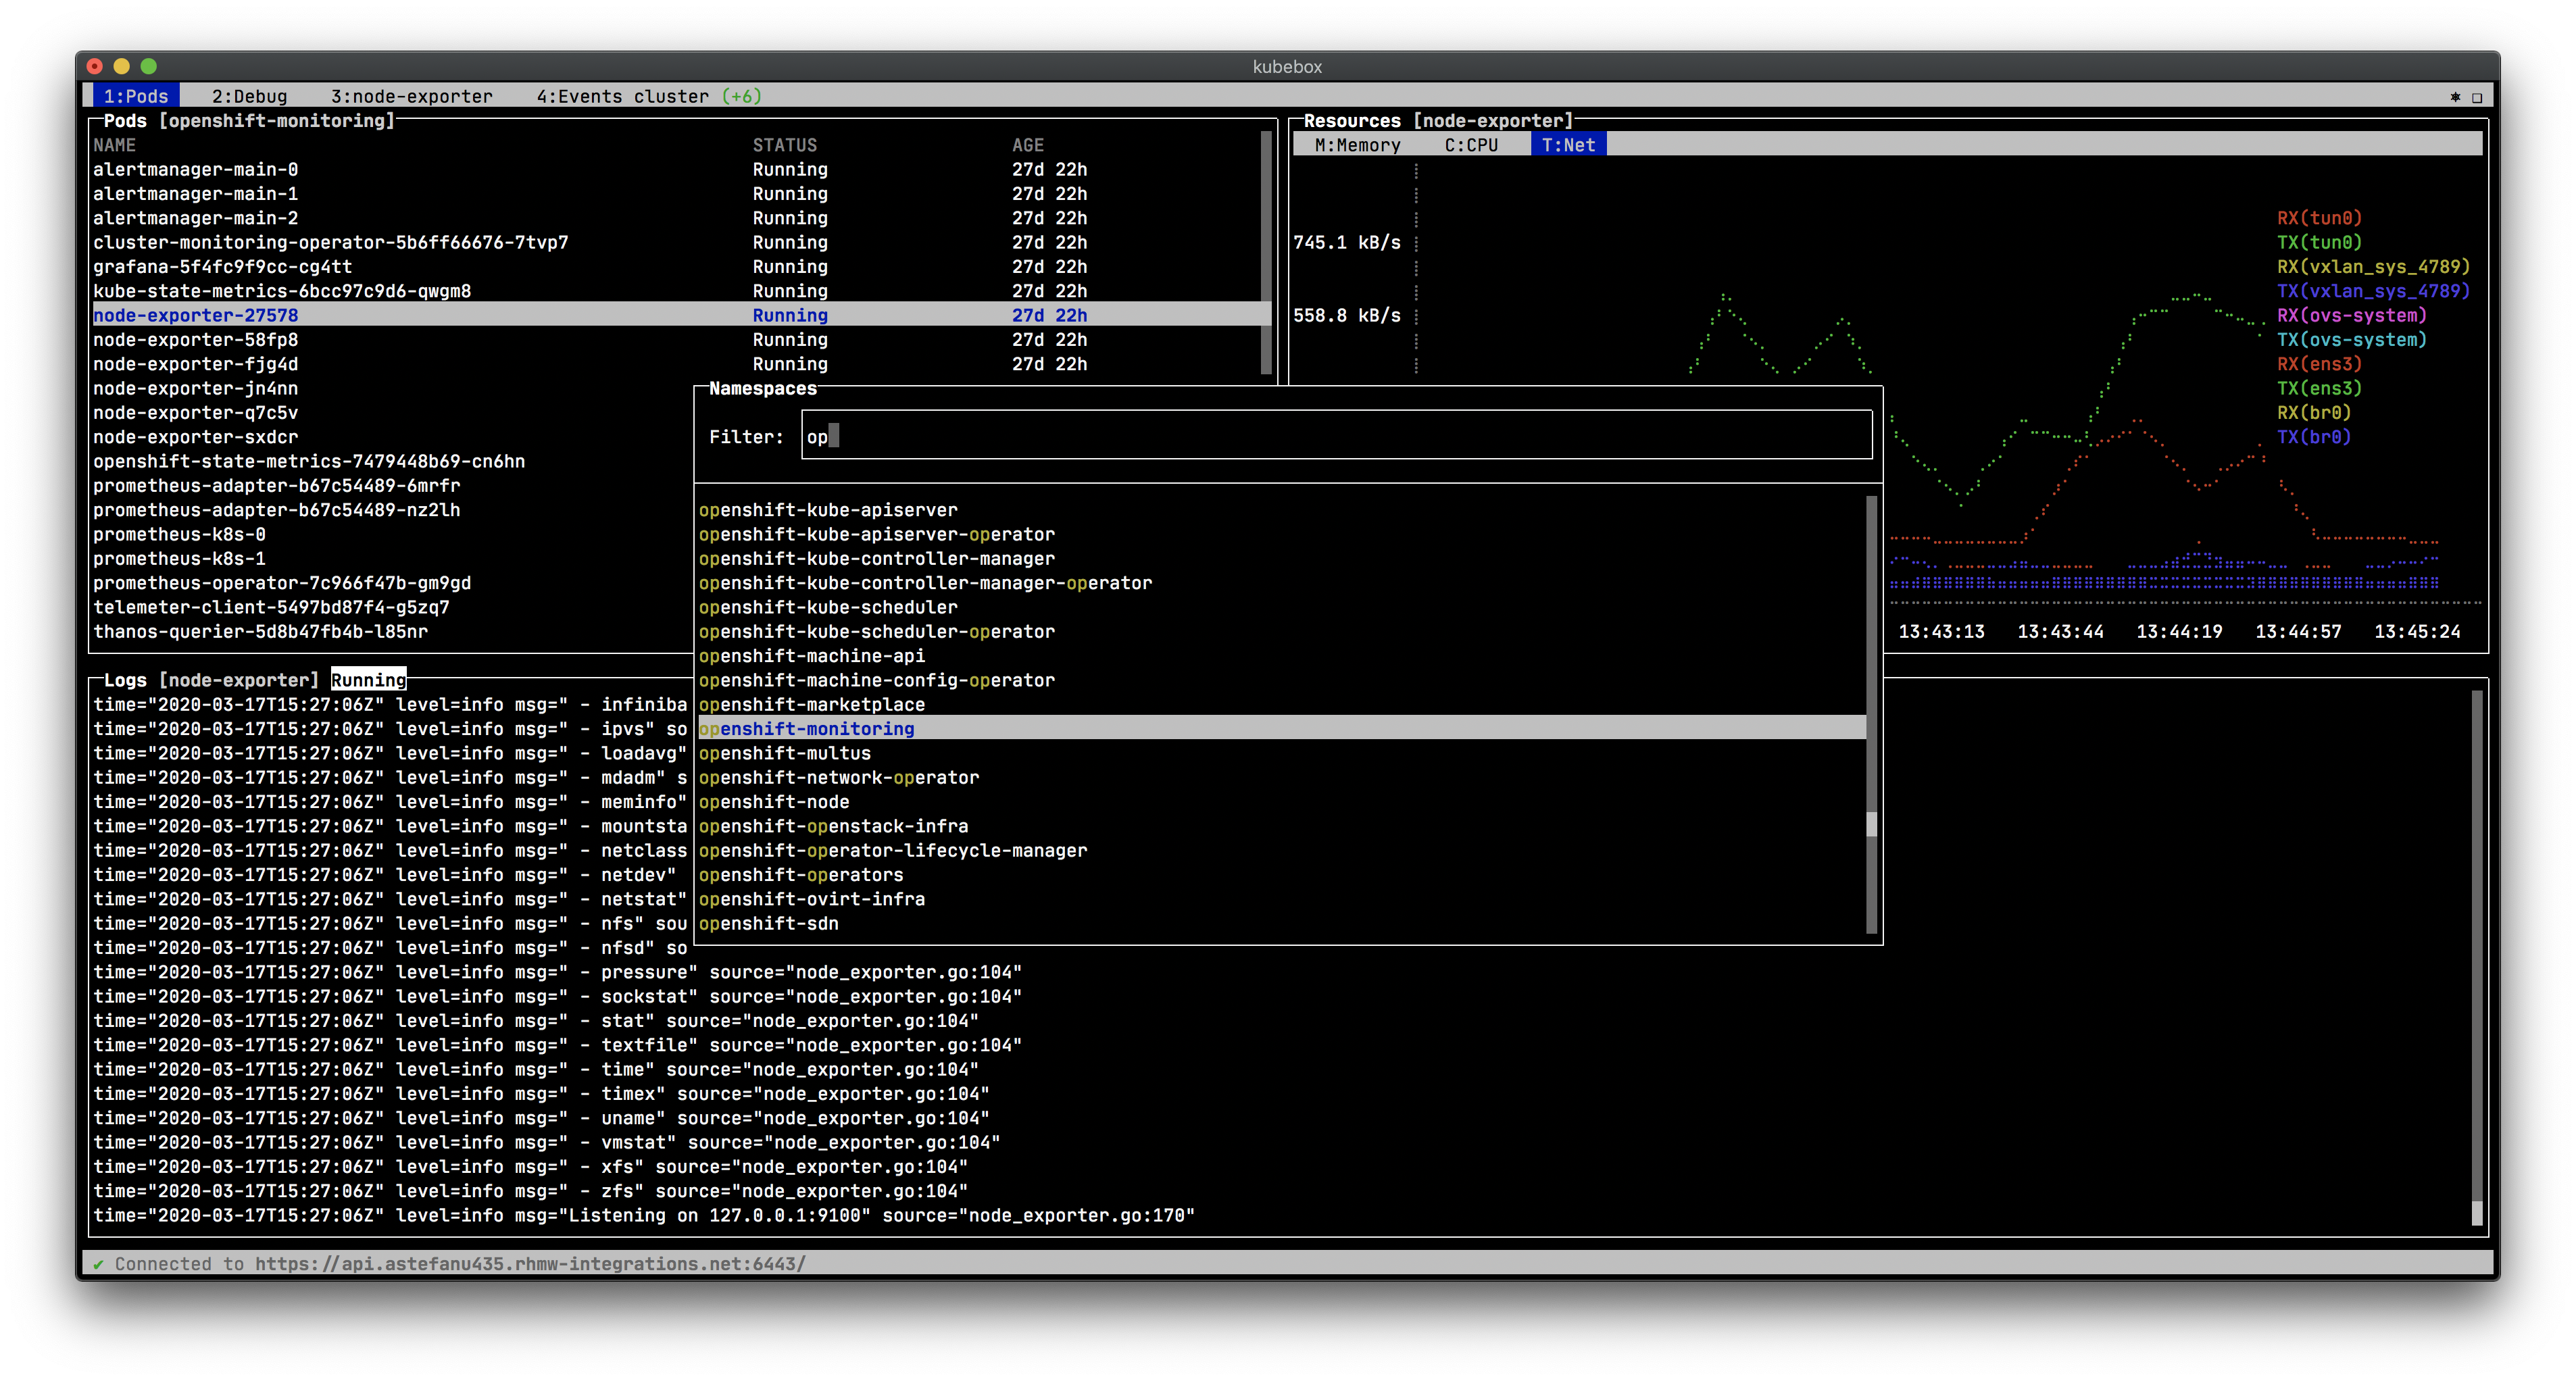 kubebox
1:Pods 2:Debug 3:node-exporter 4:Events cluster (+6)
Pods [openshift-monitoring]
NAME STATUS AGE
alertmanager-main-0 Running 27d 22h
alertmanager-main-1 Running 27d 22h
alertmanager-main-2 Running 27d 22h
cluster-monitoring-operator-5b6ff66676-7tvp7 Running 27d 22h
grafana-5f4fc9f9cc-cg4tt Running 27d 22h
kube-state-metrics-6bcc97c9d6-qwgm8 Running 27d 22h
node-exporter-27578 Running 27d 22h
node-exporter-58fp8 Running 27d 22h
node-exporter-fjg4d Running 27d 22h
node-exporter-jn4nn
node-exporter-q7c5v
node-exporter-sxdcr
openshift-state-metrics-7479448b69-cn6hn
prometheus-adapter-b67c54489-6mrfr
prometheus-adapter-b67c54489-nz2lh
prometheus-k8s-0
prometheus-k8s-1
prometheus-operator-7c966f47b-gm9gd
telemeter-client-5497bd87f4-g5zq7
thanos-querier-5d8b47fb4b-l85nr
Resources [node-exporter]
M:Memory C:CPU T:Net
745.1 kB/s
558.8 kB/s
RX(tun0)
TX(tun0)
RX(vxlan_sys_4789)
TX(vxlan_sys_4789)
RX(ovs-system)
TX(ovs-system)
RX(ens3)
TX(ens3)
RX(br0)
TX(br0)
13:43:13 13:43:44 13:44:19 13:44:57 13:45:24
Namespaces
Filter: op
openshift-kube-apiserver
openshift-kube-apiserver-operator
openshift-kube-controller-manager
openshift-kube-controller-manager-operator
openshift-kube-scheduler
openshift-kube-scheduler-operator
openshift-machine-api
openshift-machine-config-operator
openshift-marketplace
openshift-monitoring
openshift-multus
openshift-network-operator
openshift-node
openshift-openstack-infra
openshift-operator-lifecycle-manager
openshift-operators
openshift-ovirt-infra
openshift-sdn
Logs [node-exporter] Running
time="2020-03-17T15:27:06Z" level=info msg=" - infiniba
time="2020-03-17T15:27:06Z" level=info msg=" - ipvs" so
time="2020-03-17T15:27:06Z" level=info msg=" - loadavg"
time="2020-03-17T15:27:06Z" level=info msg=" - mdadm" s
time="2020-03-17T15:27:06Z" level=info msg=" - meminfo"
time="2020-03-17T15:27:06Z" level=info msg=" - mountsta
time="2020-03-17T15:27:06Z" level=info msg=" - netclass
time="2020-03-17T15:27:06Z" level=info msg=" - netdev"
time="2020-03-17T15:27:06Z" level=info msg=" - netstat"
time="2020-03-17T15:27:06Z" level=info msg=" - nfs" sou
time="2020-03-17T15:27:06Z" level=info msg=" - nfsd" so
time="2020-03-17T15:27:06Z" level=info msg=" - pressure" source="node_exporter.go:104"
time="2020-03-17T15:27:06Z" level=info msg=" - sockstat" source="node_exporter.go:104"
time="2020-03-17T15:27:06Z" level=info msg=" - stat" source="node_exporter.go:104"
time="2020-03-17T15:27:06Z" level=info msg=" - textfile" source="node_exporter.go:104"
time="2020-03-17T15:27:06Z" level=info msg=" - time" source="node_exporter.go:104"
time="2020-03-17T15:27:06Z" level=info msg=" - timex" source="node_exporter.go:104"
time="2020-03-17T15:27:06Z" level=info msg=" - uname" source="node_exporter.go:104"
time="2020-03-17T15:27:06Z" level=info msg=" - vmstat" source="node_exporter.go:104"
time="2020-03-17T15:27:06Z" level=info msg=" - xfs" source="node_exporter.go:104"
time="2020-03-17T15:27:06Z" level=info msg=" - zfs" source="node_exporter.go:104"
time="2020-03-17T15:27:06Z" level=info msg="Listening on 127.0.0.1:9100" source="node_exporter.go:170"
✔ Connected to https://api.astefanu435.rhmw-integrations.net:6443/